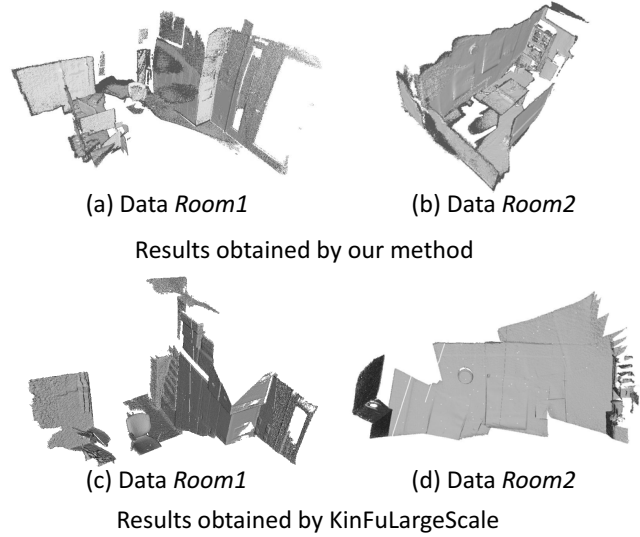 (a) Data Room1
(b) Data Room2
Results obtained by our method
(c) Data Room1
(d) Data Room2
Results obtained by KinFuLargeScale